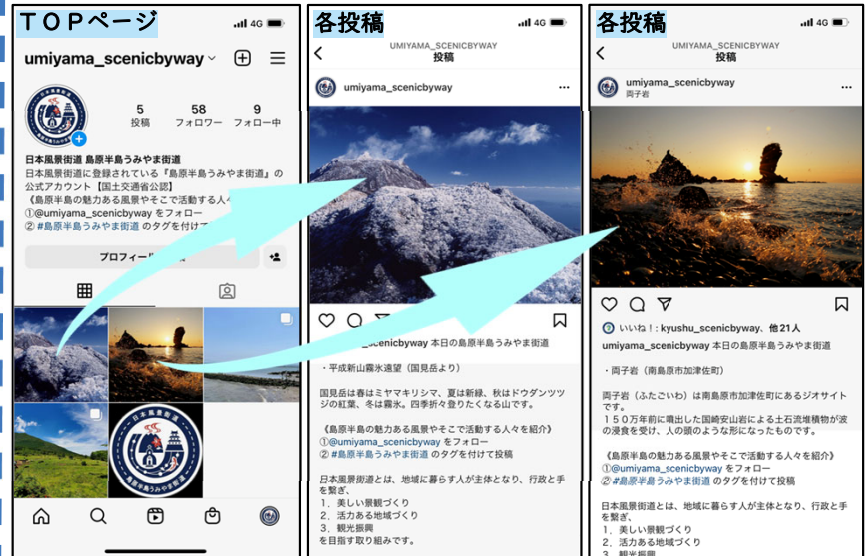 TOPページ
4G
umiyama_scenicbyway
5
投稿
58
フォロワー
9
フォロー中
日本風景街道 島原半島うみやま街道
日本風景街道に登録されている『島原半島うみやま街道』の
公式アカウント【国土交通省公認】
《島原半島の魅力ある風景やそこで活動する人々
①@umiyama_scenicbyway をフォロー
② #島原半島うみやま街道 のタグを付けて
プロフィール
日本風景街道
島原半島うみやま街道
各投稿
4G
UMIYAMA_SCENICBYWAY
投稿
umiyama_scenicbyway
_scenicbyway 本日の島原半島うみやま街道
・平成新山霧氷遠望(国見岳より)
国見岳は春はミヤマキリシマ、夏は新緑、秋はドウダンツツ
ジの紅葉、冬は霧氷。四季折々登りたくなる山です。
《島原半島の魅力ある風景やそこで活動する人々を紹介》
①@umiyama_scenicbyway をフォロー
② #島原半島うみやま街道 のタグを付けて投稿
日本風景街道とは、地域に暮らす人が主体となり、行政と手
を繋ぎ、
1．美しい景観づくり
2．活力ある地域づくり
3．観光振興
を目指す取り組みです。
各投稿
4G
UMIYAMA_SCENICBYWAY
投稿
umiyama_scenicbyway
両子岩
いいね！: kyushu_scenicbyway、他21人
umiyama_scenicbyway 本日の島原半島うみやま街道
・両子岩（南島原市加津佐町）
両子岩（ふたごいわ）は南島原市加津佐町にあるジオサイト
です。
１５０万年前に噴出した国崎安山岩による土石流堆積物が波
の浸食を受け、人の頭のような形になったものです。
《島原半島の魅力ある風景やそこで活動する人々を紹介》
①@umiyama_scenicbyway をフォロー
② #島原半島うみやま街道 のタグを付けて投稿
日本風景街道とは、地域に暮らす人が主体となり、行政と手
を繋ぎ、
1．美しい景観づくり
2．活力ある地域づくり
3．観光振興